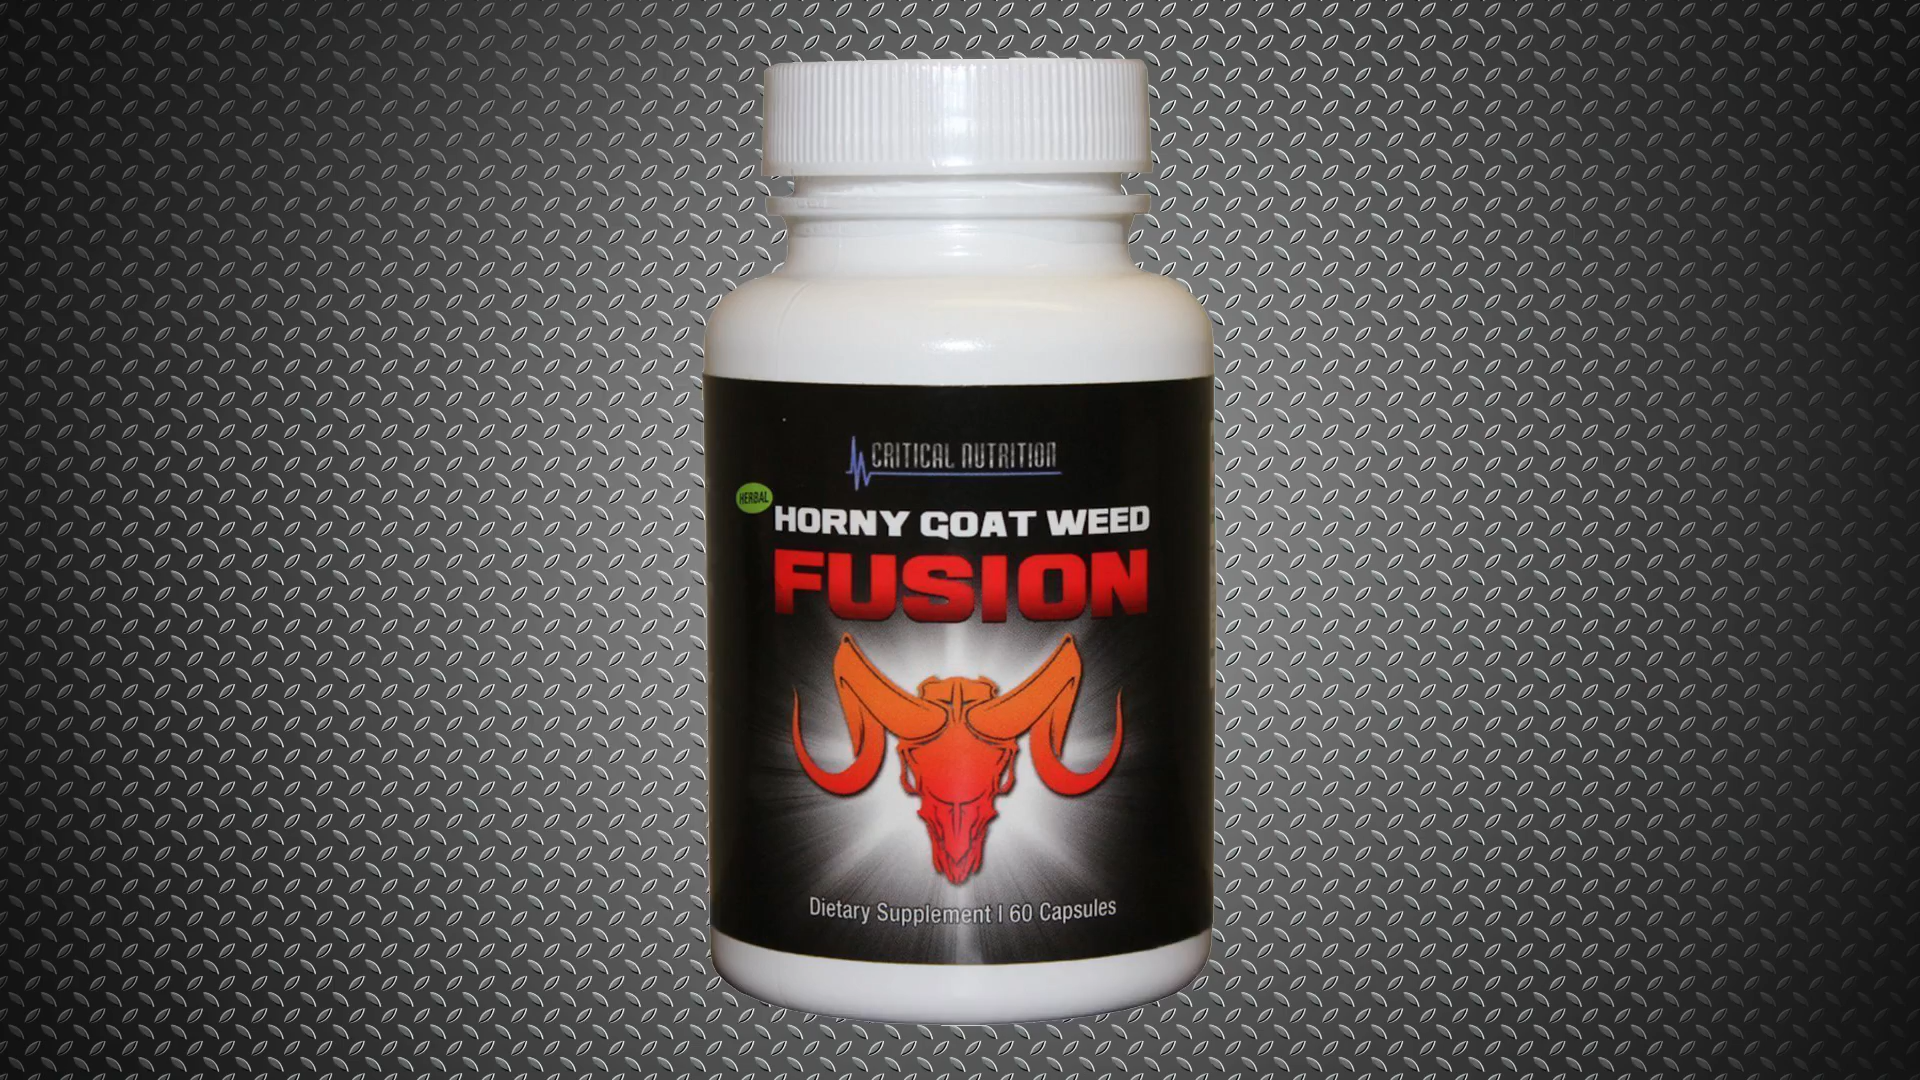 CRITICAL NUTRITION
HERBAL
HORNY GOAT WEED
FUSION
Dietary Supplement | 60 Capsules